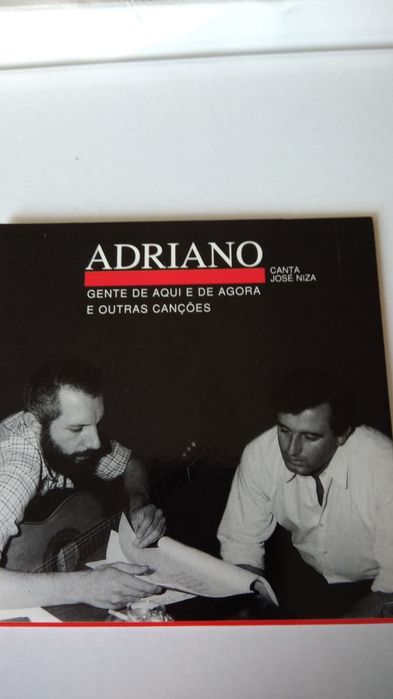 ADRIANO
CANTA
JOSÉ NIZA
GENTE DE AQUI E DE AGORA
E OUTRAS CANÇÕES